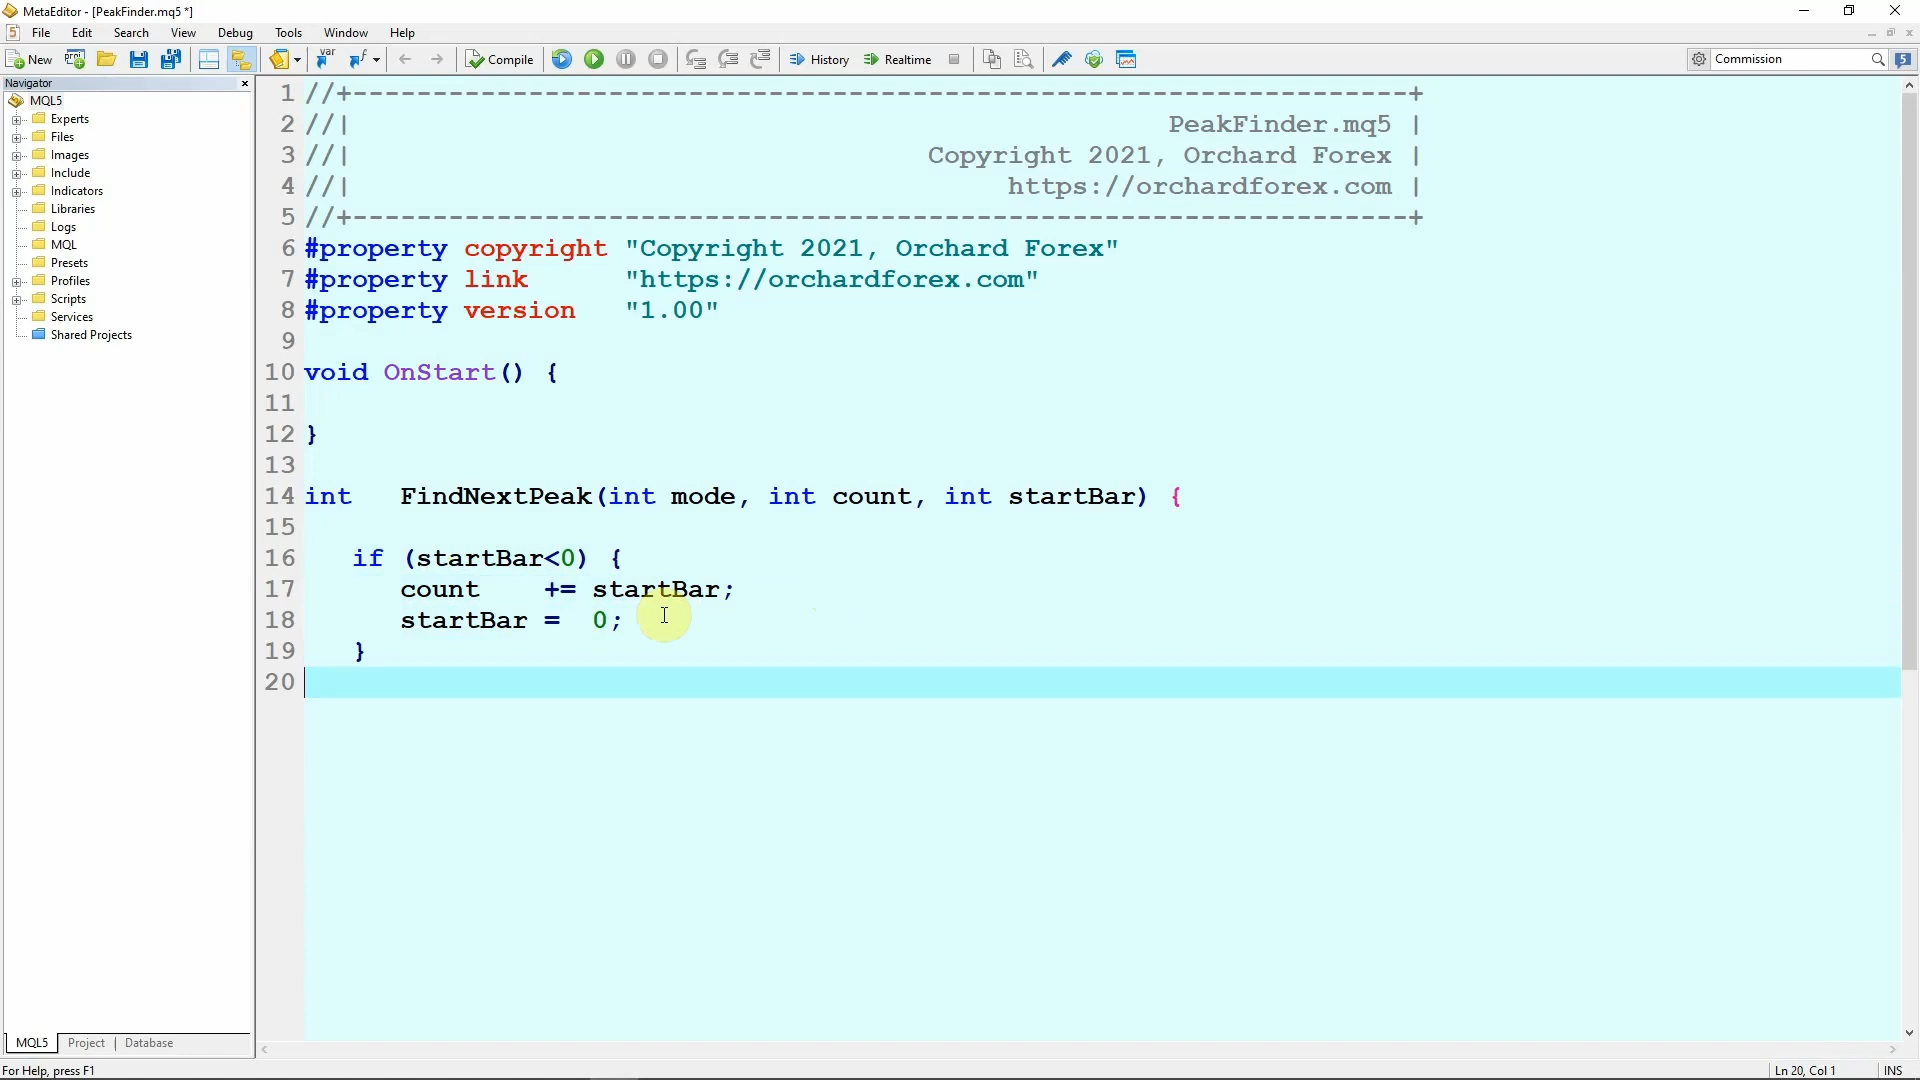 MetaEditor - [PeakFinder.mq5 *]
File Edit Search View Debug Tools Window Help
New Compile History Realtime Commission
Navigator
MQL5
Experts
Files
Images
Include
Indicators
Libraries
Logs
MQL
Presets
Profiles
Scripts
Services
Shared Projects
1 //+------------------------------------------------------------------+
2 //| PeakFinder.mq5 |
3 //| Copyright 2021, Orchard Forex |
4 //| https://orchardforex.com |
5 //+------------------------------------------------------------------+
6 #property copyright "Copyright 2021, Orchard Forex"
7 #property link "https://orchardforex.com"
8 #property version "1.00"
9
10 void OnStart() {
11
12 }
13
14 int FindNextPeak(int mode, int count, int startBar) {
15
16 if (startBar<0) {
17 count += startBar;
18 startBar = 0;
19 }
20
MQL5 Project Database
For Help, press F1 Ln 20, Col 1 INS